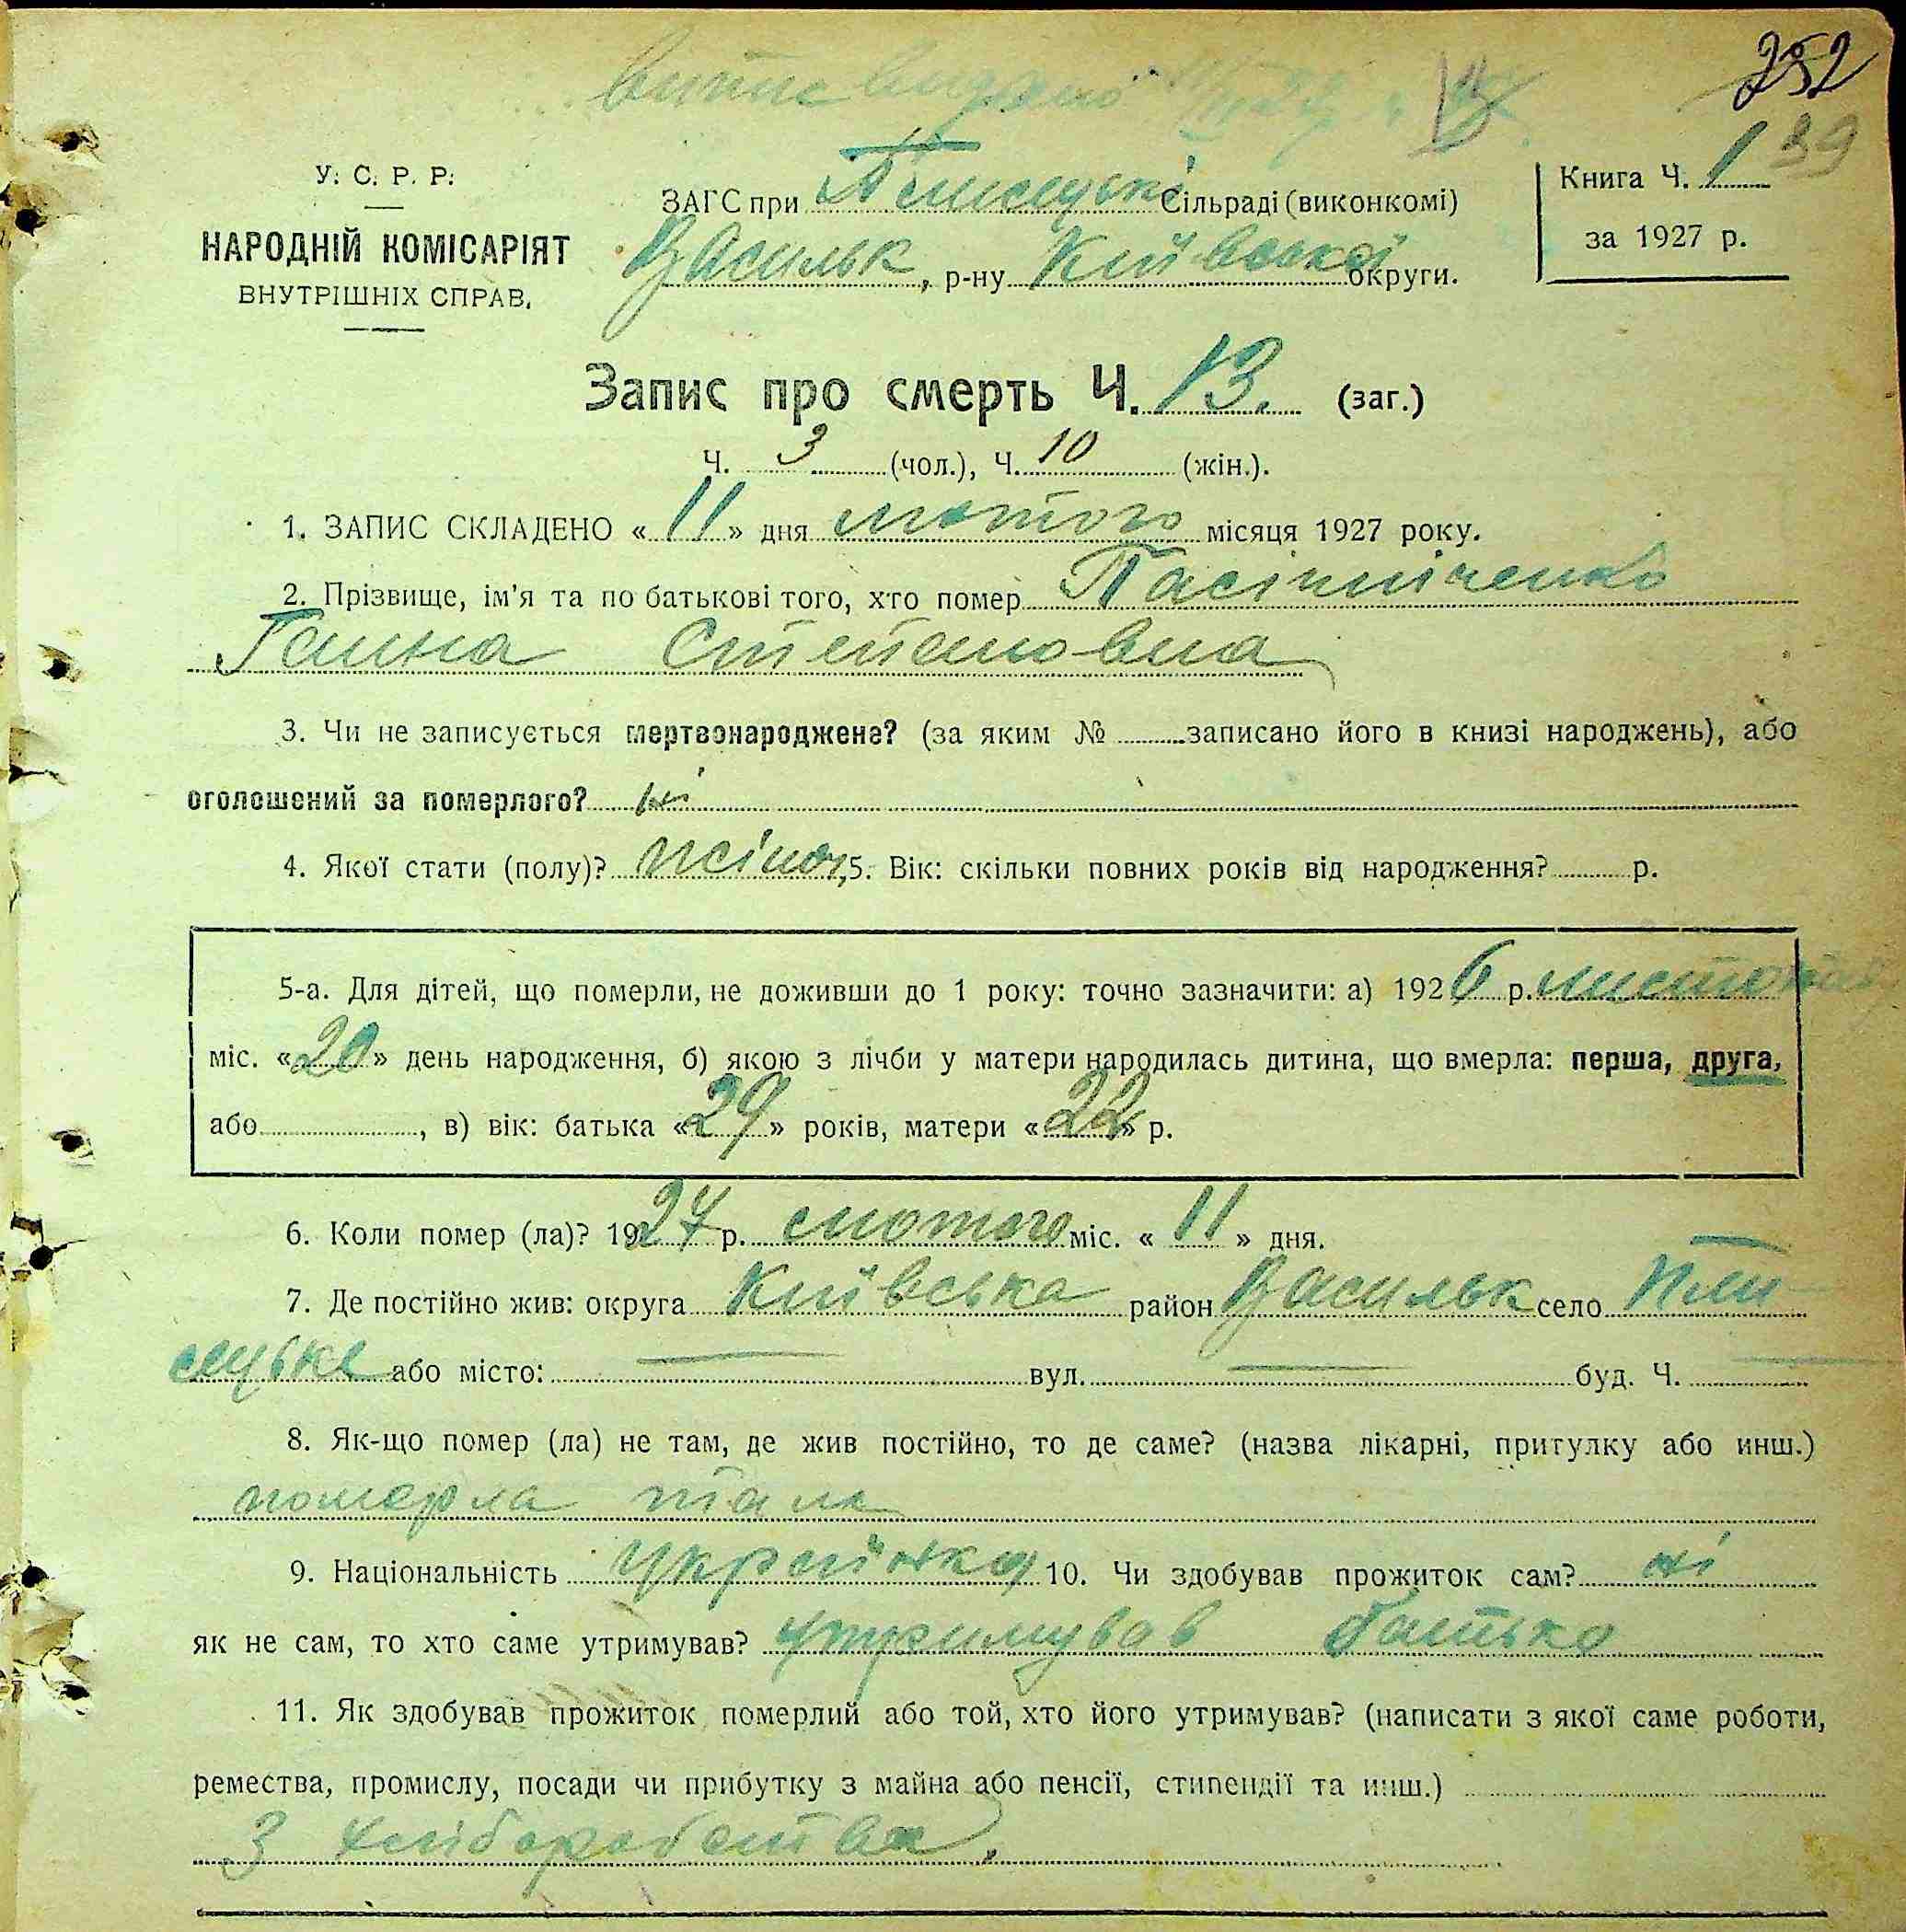 випис видано
252
39
У. С. Р. Р.
НАРОДНІЙ КОМІСАРІЯТ
ВНУТРІШНІХ СПРАВ.
ЗАГС при Плисецькі Сільраді (виконкомі)
Васильк, р-ну Київської округи.
Книга Ч. 1
за 1927 р.
Запис про смерть Ч. 13. (заг.)
Ч. 3 (чол.), Ч. 10 (жін.).
1. ЗАПИС СКЛАДЕНО «11» дня лютого місяця 1927 року.
2. Прізвище, ім'я та по батькові того, хто помер Пасішніченко
Ганна Степановна
3. Чи не записується мертвонароджене? (за яким № записано його в книзі народжень), або
оголошений за померлого? ні
4. Якої стати (полу)? жіноч, 5. Вік: скільки повних років від народження? р.
5-а. Для дітей, що померли, не доживши до 1 року: точно зазначити: а) 1926 р. листопад
міс. «20» день народження, б) якою з лічби у матери народилась дитина, що вмерла: перша, друга,
або , в) вік: батька «29» років, матери «22» р.
6. Коли помер (ла)? 1927 р. лютого міс. «11» дня.
7. Де постійно жив: округа Київська район Васильк село Пли
сецьке або місто: — вул. — буд. Ч. —
8. Як-що помер (ла) не там, де жив постійно, то де саме? (назва лікарні, притулку або инш.)
померла там
9. Національність Українка 10. Чи здобував прожиток сам? ні
як не сам, то хто саме утримував? утримував батько
11. Як здобував прожиток померлий або той, хто його утримував? (написати з якої саме роботи,
ремества, промислу, посади чи прибутку з майна або пенсії, стипендії та инш.)
З хліборобства.